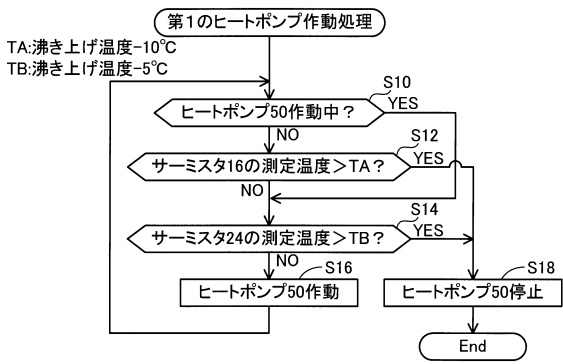 第1のヒートポンプ作動処理
TA:沸き上げ温度-10℃
TB:沸き上げ温度-5℃
S10
ヒートポンプ50作動中？
YES
NO
S12
サーミスタ16の測定温度＞TA？
YES
NO
S14
サーミスタ24の測定温度＞TB？
YES
NO
S16
ヒートポンプ50作動
S18
ヒートポンプ50停止
End